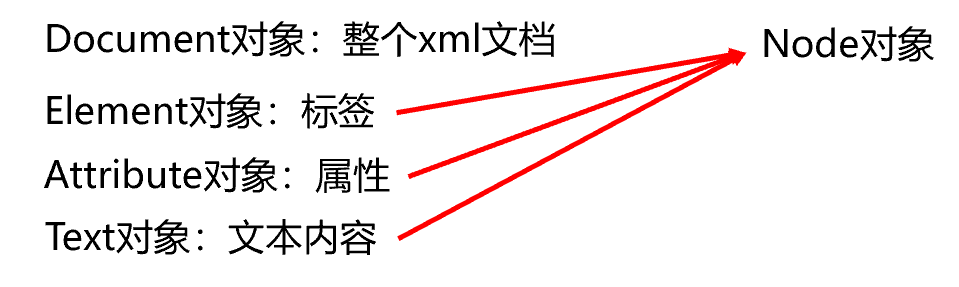 Document对象：整个xml文档
Node对象
Element对象：标签
Attribute对象：属性
Text对象：文本内容